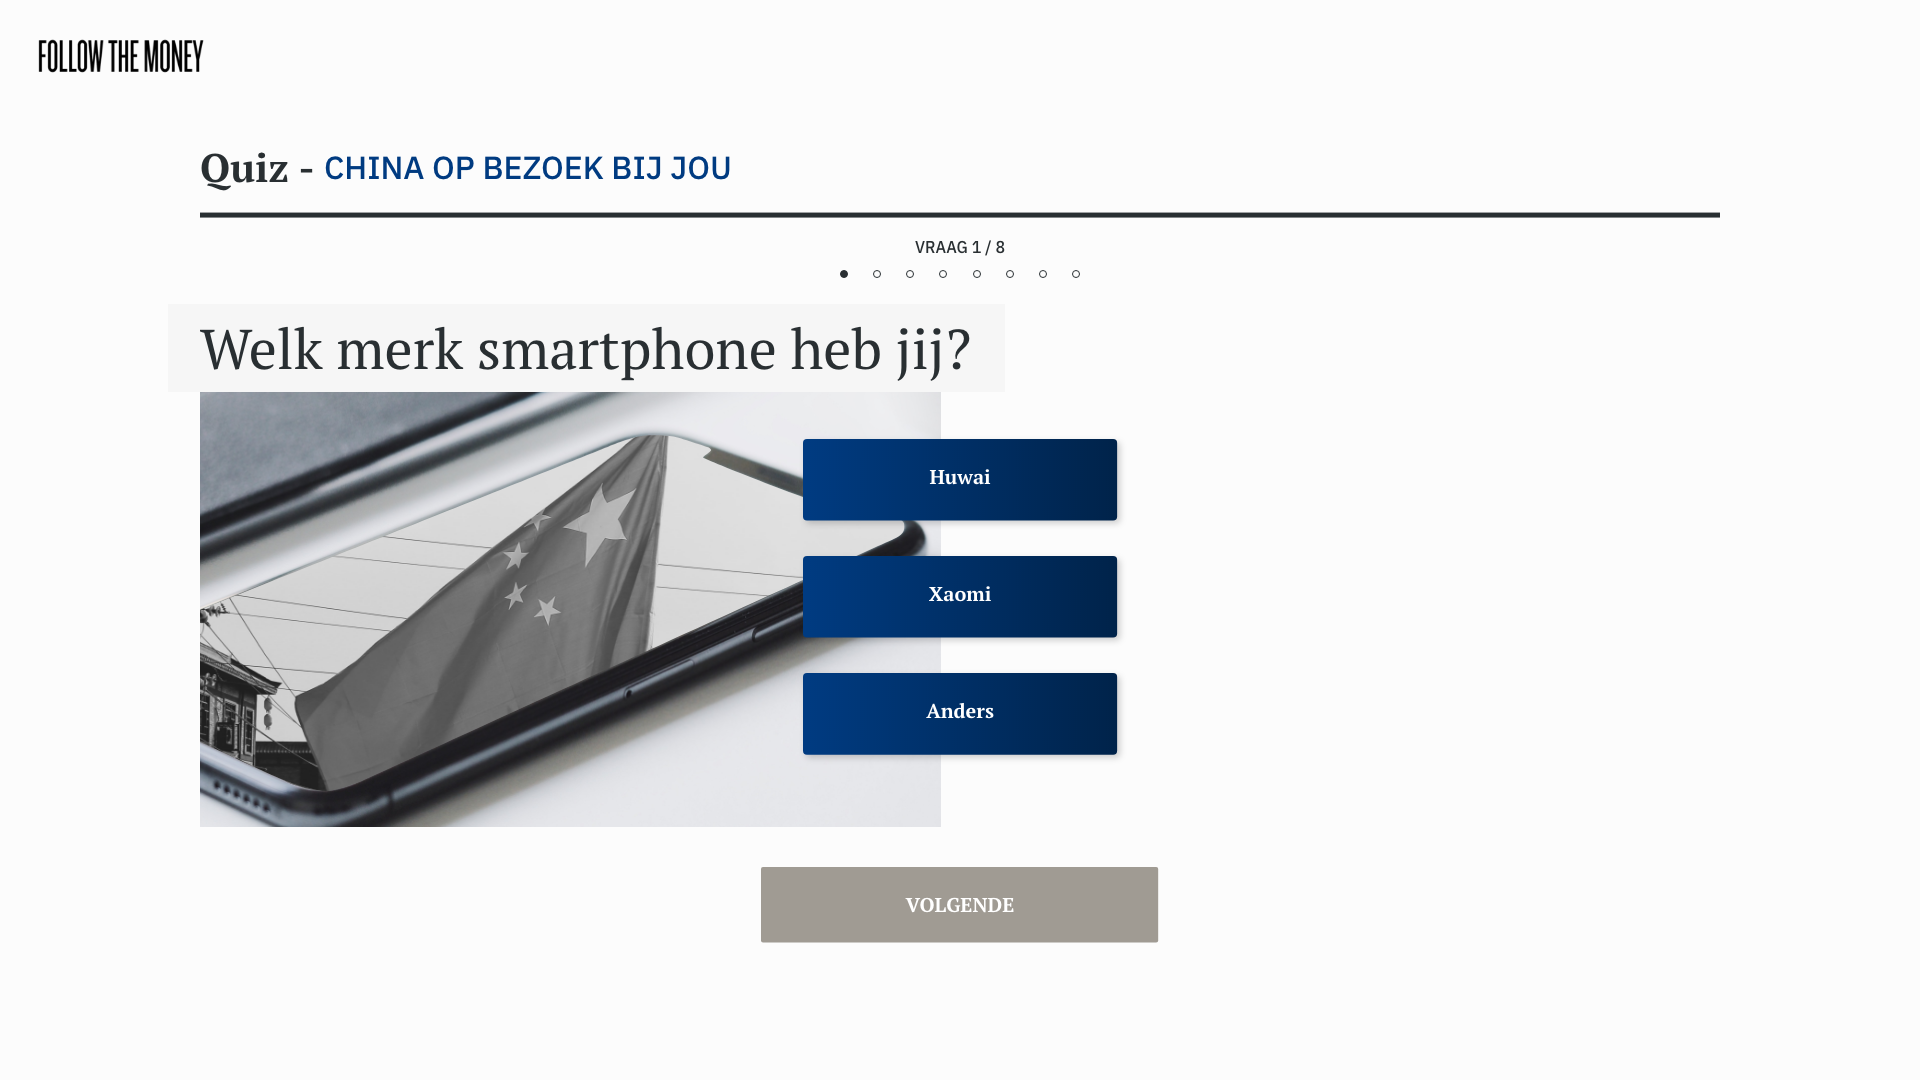 FOLLOW THE MONEY
Quiz - CHINA OP BEZOEK BIJ JOU
VRAAG 1 / 8
Welk merk smartphone heb jij?
Huwai
Xaomi
Anders
VOLGENDE